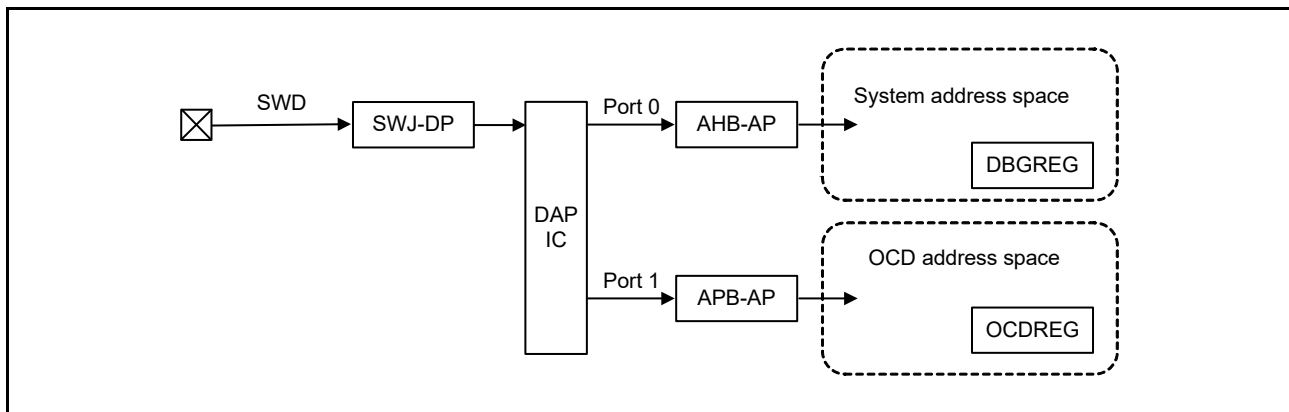 SWD
SWJ-DP
DAP
IC
Port 0
AHB-AP
System address space
DBGREG
Port 1
APB-AP
OCD address space
OCDREG